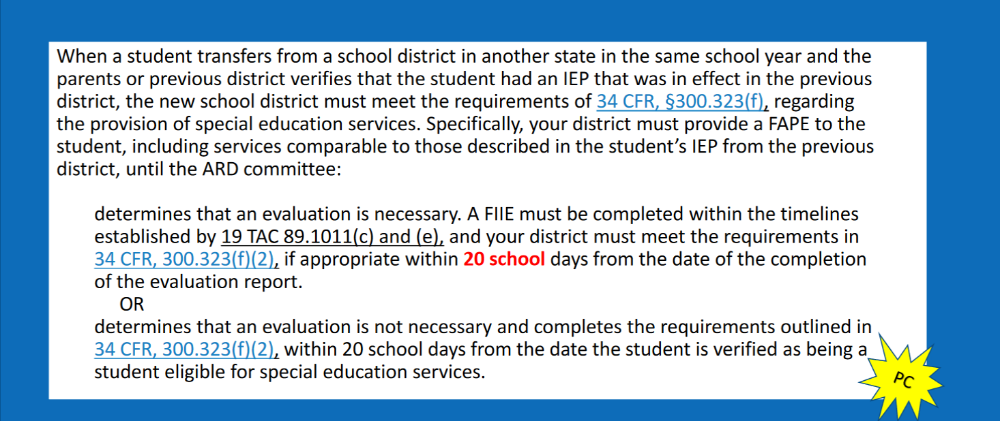 When a student transfers from a school district in another state in the same school year and the
parents or previous district verifies that the student had an IEP that was in effect in the previous
district, the new school district must meet the requirements of 34 CFR, §300.323(f), regarding
the provision of special education services. Specifically, your district must provide a FAPE to the
student, including services comparable to those described in the student’s IEP from the previous
district, until the ARD committee:
determines that an evaluation is necessary. A FIIE must be completed within the timelines
established by 19 TAC 89.1011(c) and (e), and your district must meet the requirements in
34 CFR, 300.323(f)(2), if appropriate within 20 school days from the date of the completion
of the evaluation report.
OR
determines that an evaluation is not necessary and completes the requirements outlined in
34 CFR, 300.323(f)(2), within 20 school days from the date the student is verified as being a
student eligible for special education services.
PC